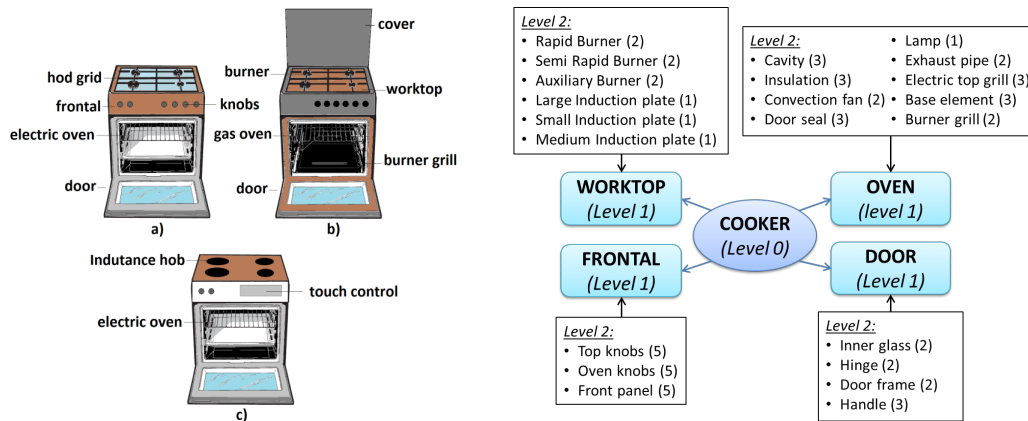 cover
hod grid
burner
frontal
knobs
worktop
electric oven
gas oven
burner grill
door
door
a)
b)
Indutance hob
touch control
electric oven
c)
Level 2:
• Rapid Burner (2)
• Semi Rapid Burner (2)
• Auxiliary Burner (2)
• Large Induction plate (1)
• Small Induction plate (1)
• Medium Induction plate (1)
Level 2:
• Cavity (3)
• Insulation (3)
• Convection fan (2)
• Door seal (3)
• Lamp (1)
• Exhaust pipe (2)
• Electric top grill (3)
• Base element (3)
• Burner grill (2)
WORKTOP
(Level 1)
OVEN
(level 1)
COOKER
(Level 0)
FRONTAL
(Level 1)
DOOR
(Level 1)
Level 2:
• Top knobs (5)
• Oven knobs (5)
• Front panel (5)
Level 2:
• Inner glass (2)
• Hinge (2)
• Door frame (2)
• Handle (3)